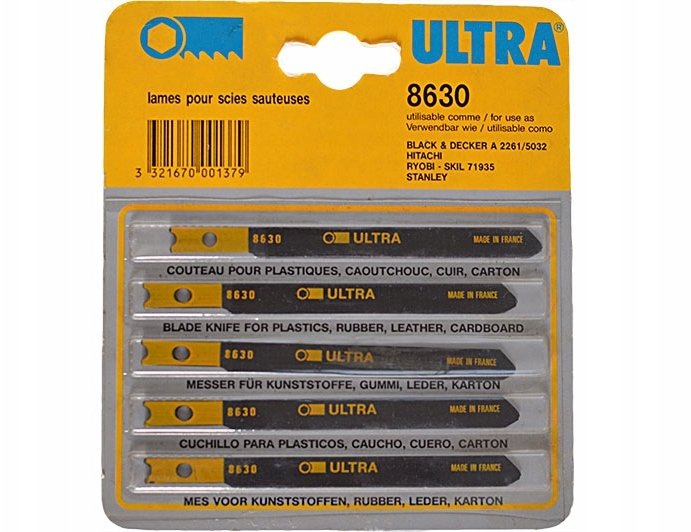 ULTRA®
lames pour scies sauteuses
3 321670 001379
8630
utilisable comme / for use as
Verwendbar wie / utilisable como
BLACK & DECKER A 2261/5032
HITACHI
RYOBI - SKIL 71935
STANLEY
8630 ULTRA MADE IN FRANCE
COUTEAU POUR PLASTIQUES, CAOUTCHOUC, CUIR, CARTON
8630 ULTRA MADE IN FRANCE
BLADE KNIFE FOR PLASTICS, RUBBER, LEATHER, CARDBOARD
8630 ULTRA MADE IN FRANCE
MESSER FÜR KUNSTSTOFFE, GUMMI, LEDER, KARTON
8630 ULTRA MADE IN FRANCE
CUCHILLO PARA PLASTICOS, CAUCHO, CUERO, CARTON
8630 ULTRA MADE IN FRANCE
MES VOOR KUNSTSTOFFEN, RUBBER, LEDER, KARTON